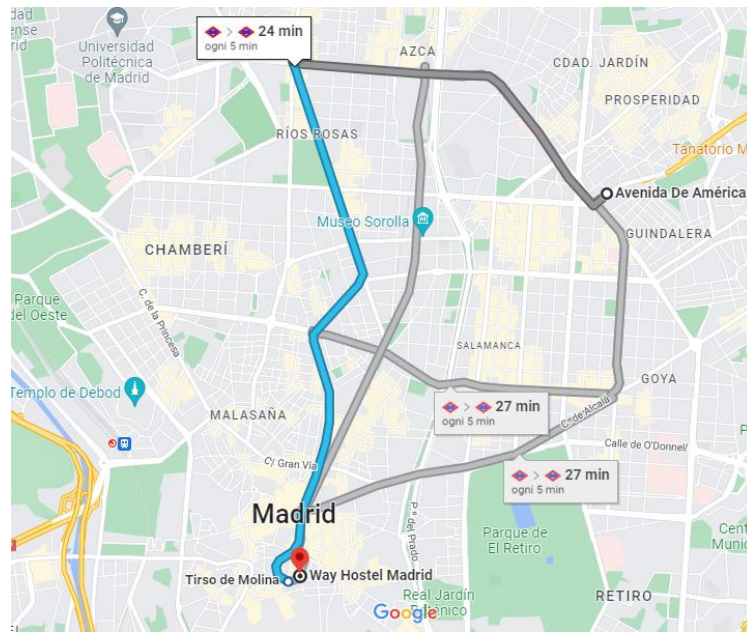 Universidad
Politécnica
de Madrid
> 24 min
ogni 5 min
AZCA
CDAD. JARDÍN
PROSPERIDAD
RÍOS ROSAS
Tanatorio M
Avenida De América
Museo Sorolla
GUINDALERA
CHAMBERÍ
C. de la Princesa
Parque
del Oeste
SALAMANCA
GOYA
Templo de Debod
MALASAÑA
> 27 min
ogni 5 min
C. de Alcalá
Calle de O'Donnell
C/ Gran Vía
> 27 min
ogni 5 min
Madrid
P.º del Prado
Parque de
El Retiro
Cent
Munic
Tirso de Molina
Way Hostel Madrid
Real Jardín
Botánico
RETIRO
Google